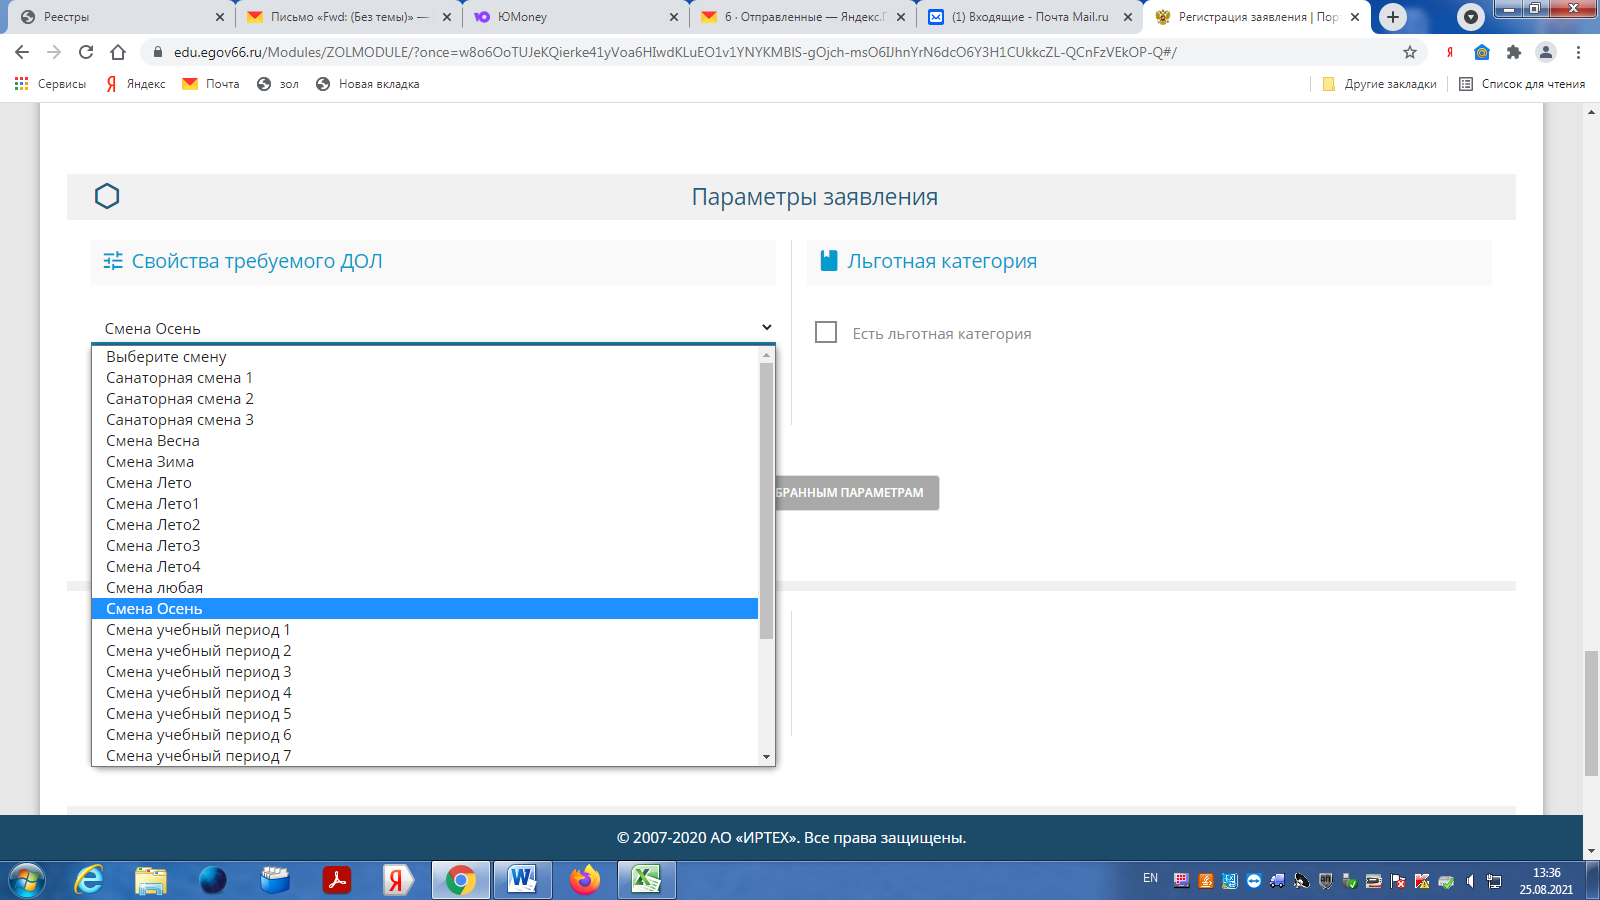 Реестры
Письмо «Fwd: (Без темы)» —
ЮMoney
6 · Отправленные — Яндекс.П
(1) Входящие - Почта Mail.ru
Регистрация заявления | Порт
edu.egov66.ru/Modules/ZOLMODULE/?once=w8o6OoTUJeKQierke41yVoa6HIwdKLuEO1v1YNYKMBlS-gOjch-msO6IJhnYrN6dcO6Y3H1CUkkcZL-QCnFzVEkOP-Q#/
Сервисы
Яндекс
Почта
зол
Новая вкладка
Другие закладки
Список для чтения
Параметры заявления
Свойства требуемого ДОЛ
Льготная категория
Смена Осень
Есть льготная категория
Выберите смену
Санаторная смена 1
Санаторная смена 2
Санаторная смена 3
Смена Весна
Смена Зима
Смена Лето
БРАННЫМ ПАРАМЕТРАМ
Смена Лето1
Смена Лето2
Смена Лето3
Смена Лето4
Смена любая
Смена Осень
Смена учебный период 1
Смена учебный период 2
Смена учебный период 3
Смена учебный период 4
Смена учебный период 5
Смена учебный период 6
Смена учебный период 7
© 2007-2020 АО «ИРТЕХ». Все права защищены.
EN
13:36
25.08.2021